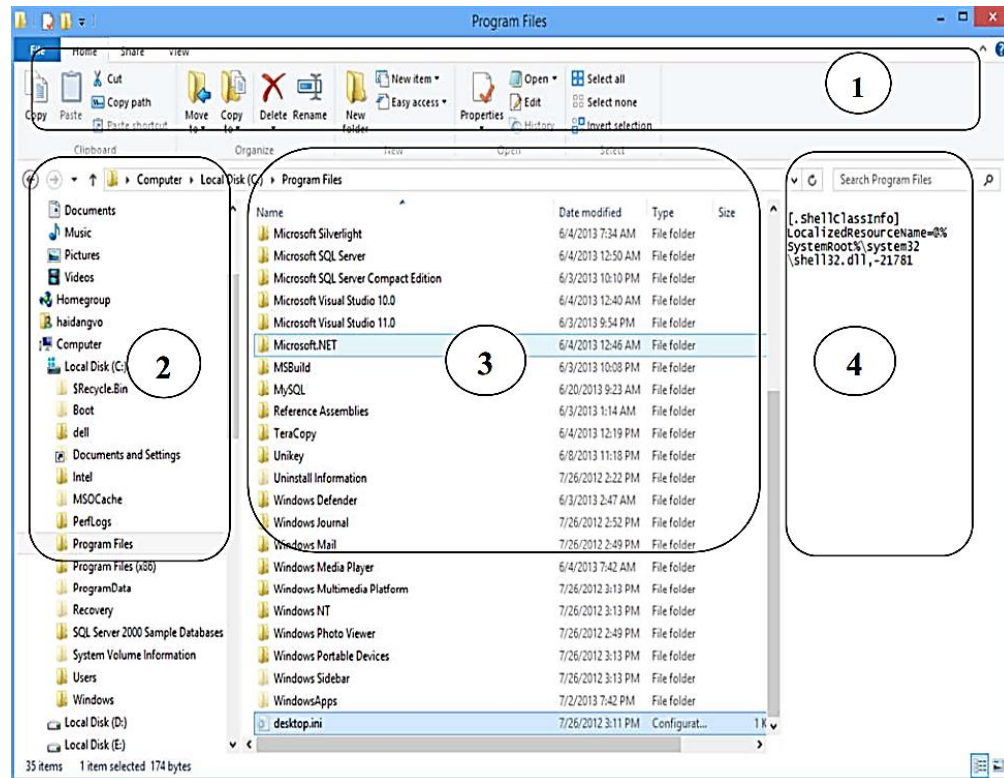 Program Files
File Home Share View
Copy
Paste
Cut
Copy path
Paste shortcut
Move to
Copy to
Delete
Rename
New folder
New item
Easy access
Properties
Open
Edit
History
Select all
Select none
Invert selection
Clipboard Organize New Open Select
1
Computer Local Disk (C:) Program Files
Search Program Files
Documents
Music
Pictures
Videos
Homegroup
haidangvo
Computer
Local Disk (C:)
$Recycle.Bin
Boot
dell
Documents and Settings
Intel
MSOCache
PerfLogs
Program Files
Program Files (x86)
ProgramData
Recovery
SQL Server 2000 Sample Databases
System Volume Information
Users
Windows
Local Disk (D:)
Local Disk (E:)
2
Name Date modified Type Size
Microsoft Silverlight 6/4/2013 7:34 AM File folder
Microsoft SQL Server 6/4/2013 12:50 AM File folder
Microsoft SQL Server Compact Edition 6/3/2013 10:10 PM File folder
Microsoft Visual Studio 10.0 6/4/2013 12:40 AM File folder
Microsoft Visual Studio 11.0 6/3/2013 9:54 PM File folder
Microsoft.NET 6/4/2013 12:46 AM File folder
MSBuild 6/3/2013 10:08 PM File folder
MySQL 6/20/2013 9:23 AM File folder
Reference Assemblies 6/3/2013 1:14 AM File folder
TeraCopy 6/4/2013 12:19 PM File folder
Unikey 6/8/2013 11:18 PM File folder
Uninstall Information 7/26/2012 2:22 PM File folder
Windows Defender 6/3/2013 2:47 AM File folder
Windows Journal 7/26/2012 2:52 PM File folder
Windows Mail 7/26/2012 2:49 PM File folder
Windows Media Player 6/4/2013 7:42 AM File folder
Windows Multimedia Platform 7/26/2012 3:13 PM File folder
Windows NT 7/26/2012 3:13 PM File folder
Windows Photo Viewer 7/26/2012 2:49 PM File folder
Windows Portable Devices 7/26/2012 3:13 PM File folder
Windows Sidebar 7/26/2012 3:13 PM File folder
WindowsApps 7/2/2013 7:42 PM File folder
desktop.ini 7/26/2012 3:11 PM Configurat... 1 K
3
[.ShellClassInfo]
LocalizedResourceName=@%
SystemRoot%\system32
\shell32.dll,-21781
4
35 items 1 item selected 174 bytes